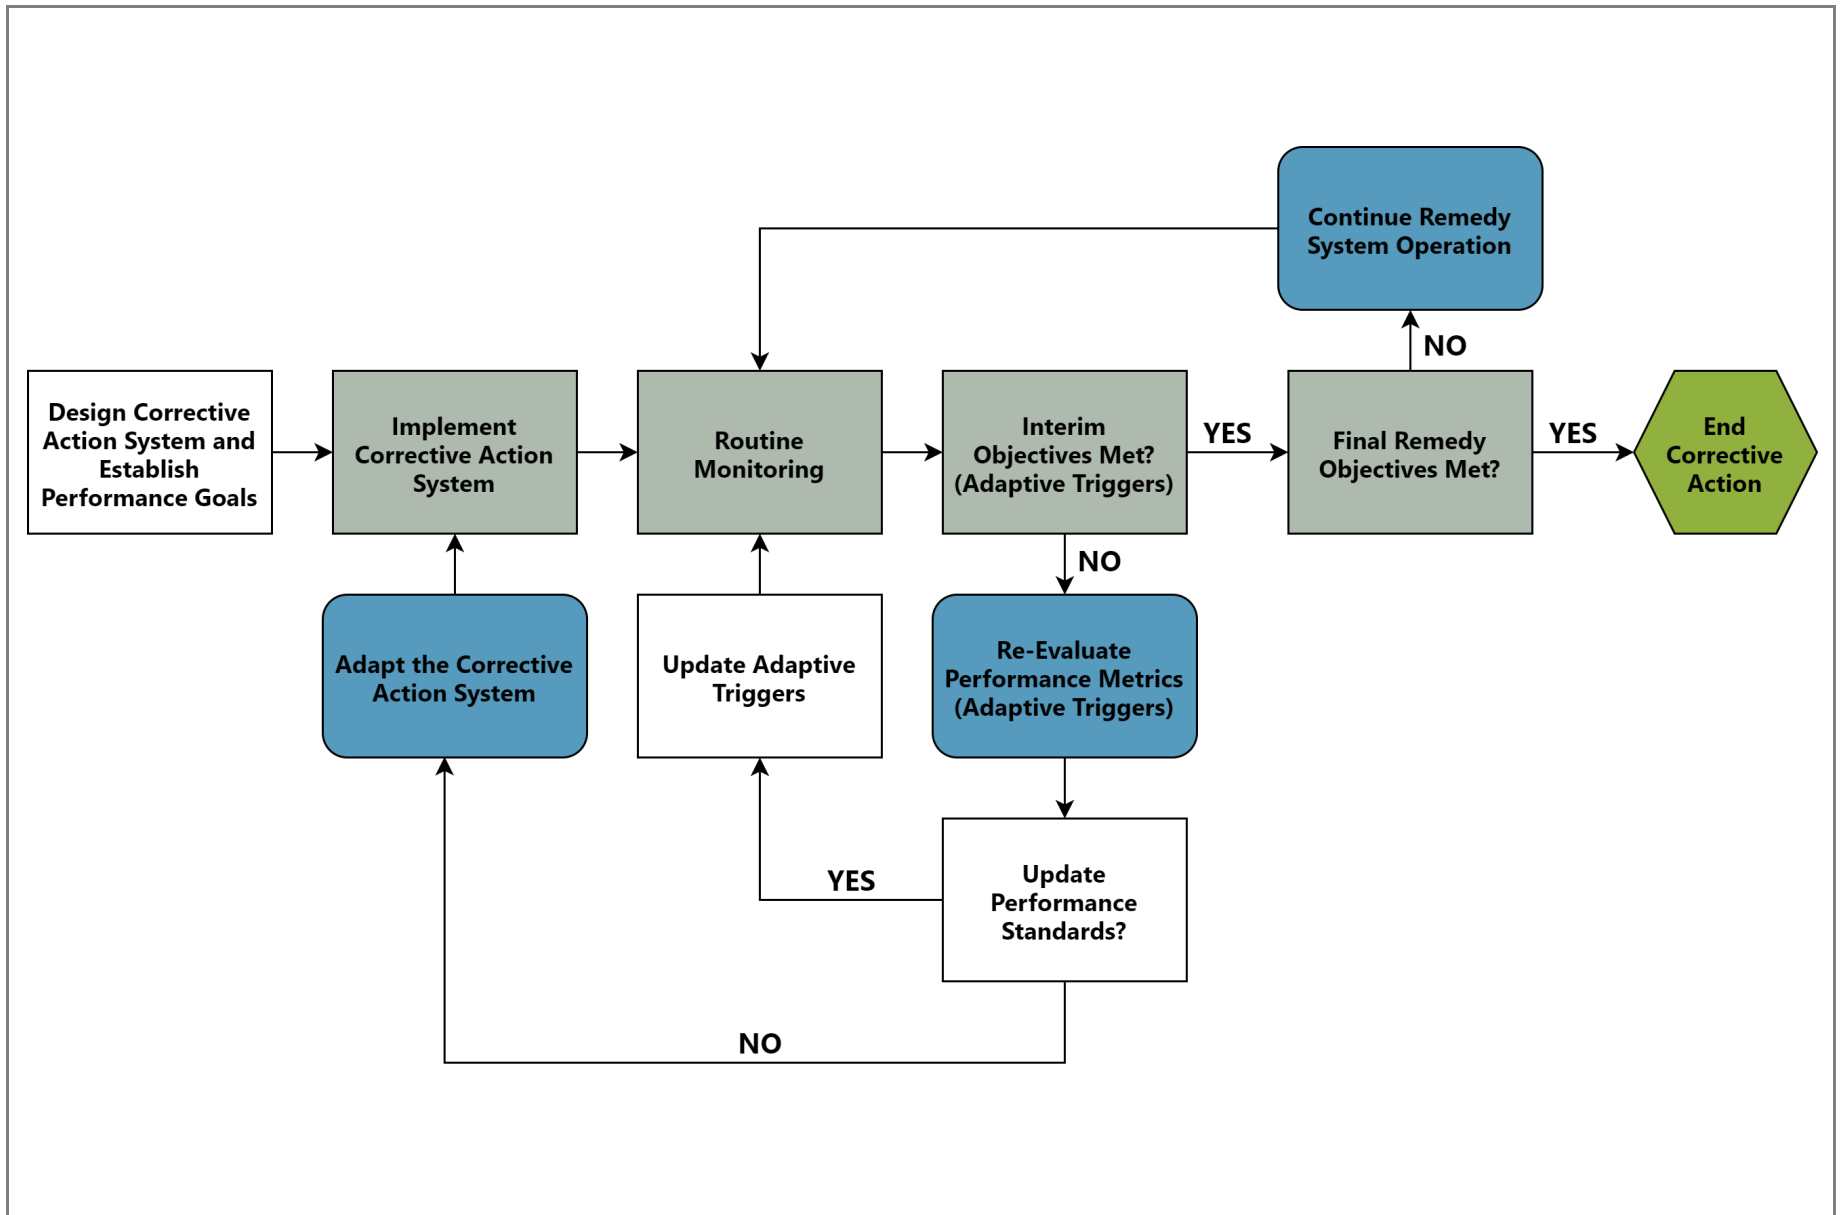 Continue Remedy
System Operation
NO
Design Corrective
Action System and
Establish
Performance Goals
Implement
Corrective Action
System
Routine
Monitoring
Interim
Objectives Met?
(Adaptive Triggers)
YES
Final Remedy
Objectives Met?
YES
End
Corrective
Action
NO
Adapt the Corrective
Action System
Update Adaptive
Triggers
Re-Evaluate
Performance Metrics
(Adaptive Triggers)
YES
Update
Performance
Standards?
NO